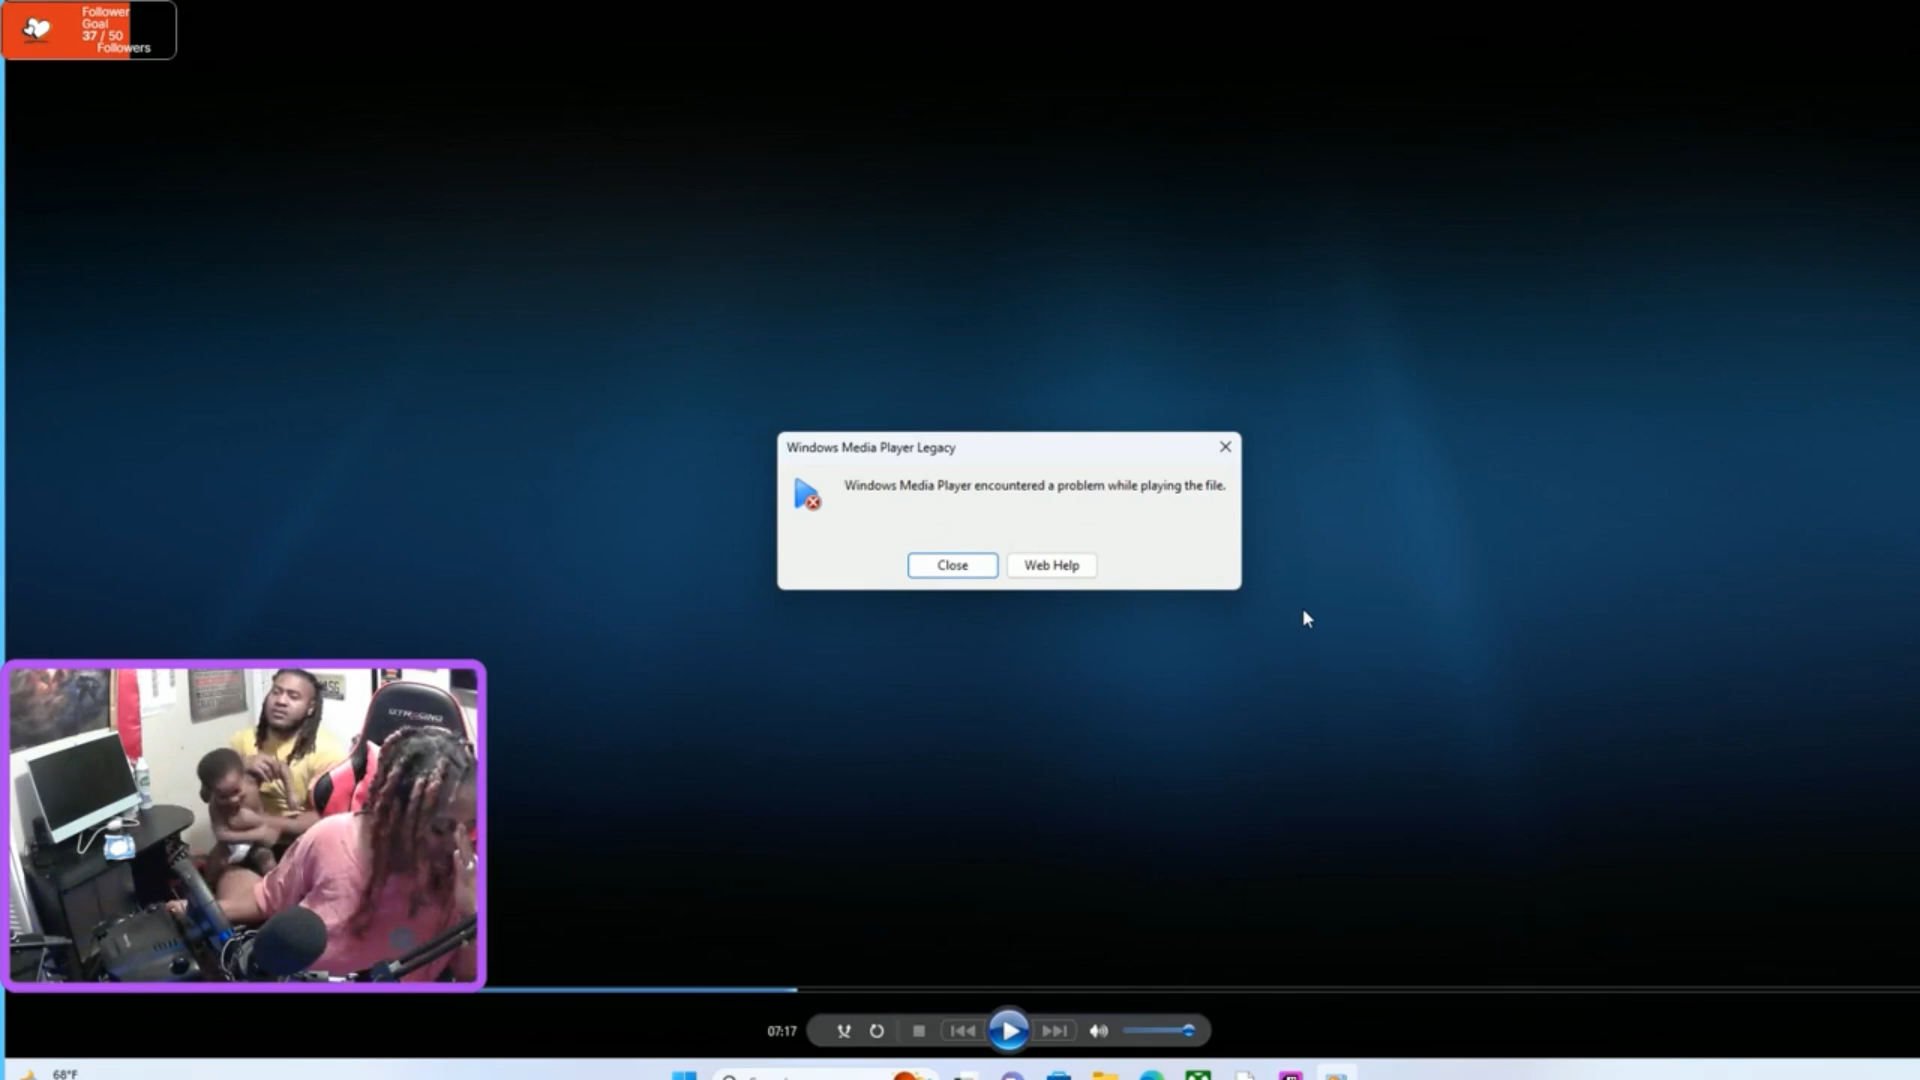 Follower
Goal
37 / 50
Followers
Windows Media Player Legacy
Windows Media Player encountered a problem while playing the file.
Close
Web Help
GTRACING
07:17
68°F